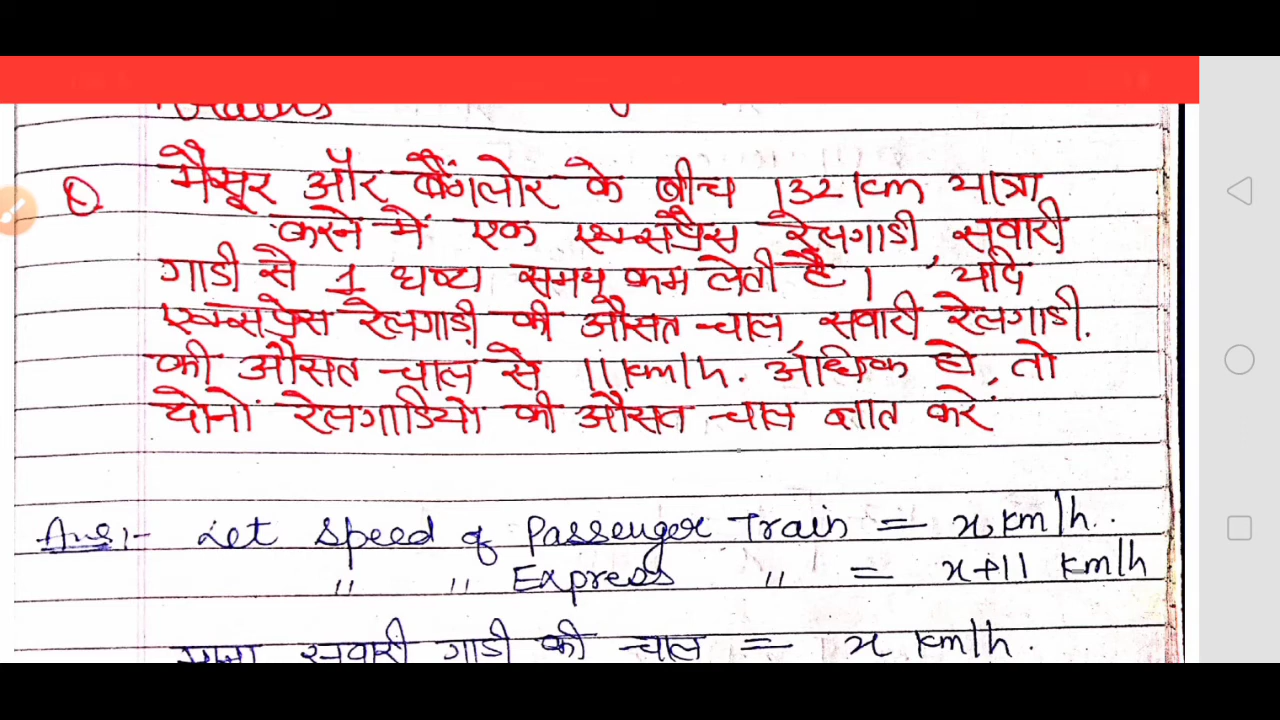 Q मैसूर और बैंगलोर के बीच 132 km यात्रा
करने में एक एक्सप्रेस रेलगाडी, सवारी
गाडी से 1 घण्टा समय कम लेती है। यदि
एक्सप्रेस रेलगाडी की औसत चाल, सवारी रेलगाडी.
की औसत चाल से 11km/h. अधिक हो, तो
दोनों रेलगाडियों की औसत चाल ज्ञात करें
Ans:- Let Speed of Passenger Train = x km/h.
" " Express " = x+11 km/h
माना सवारी गाडी की चाल = x km/h.